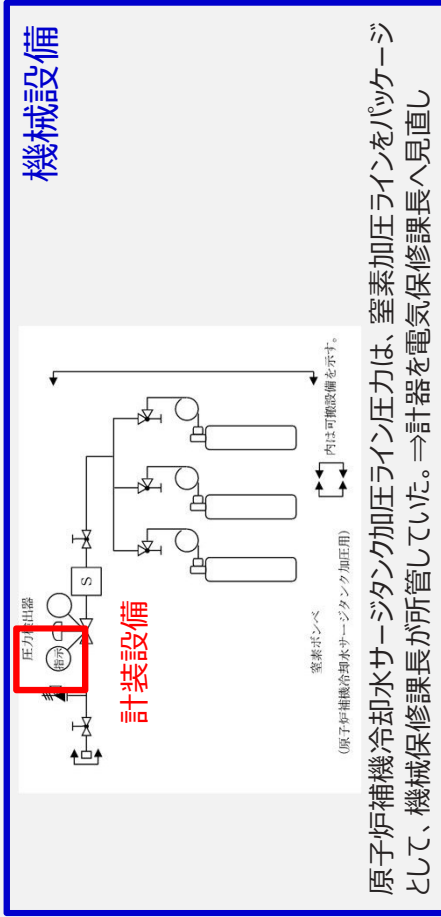 機械設備
圧力検出器
指示
S
計装設備
内は可搬設備を示す。
窒素ボンベ
(原子炉補機冷却水サージタンク加圧用)
原子炉補機冷却水サージタンク加圧ライン圧力は、窒素加圧ラインをパッケージ
として、機械保修課長が所管していた。⇒計器を電気保修課長へ見直し